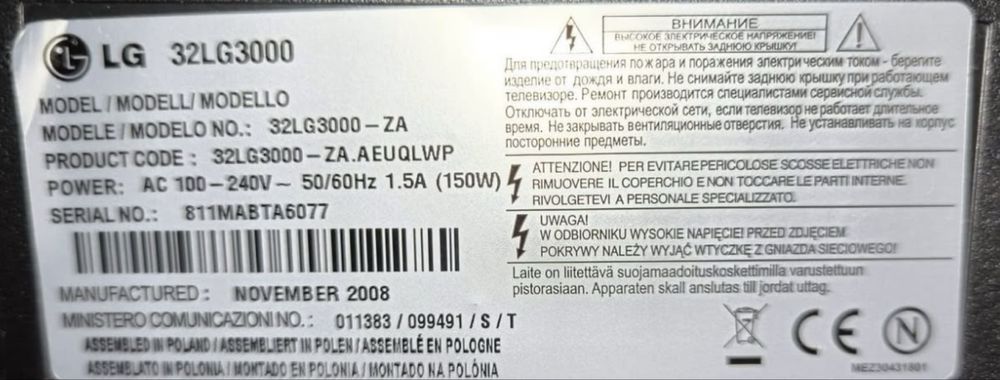 LG 32LG3000
MODEL / MODELL / MODELLO
MODELE / MODELO NO.: 32LG3000-ZA
PRODUCT CODE : 32LG3000-ZA.AEUQLWP
POWER: AC 100-240V~ 50/60Hz 1.5A (150W)
SERIAL NO.: 811MABTA6077
MANUFACTURED : NOVEMBER 2008
MINISTERO COMUNICAZIONI NO.: 011383 / 099491 / S / T
ASSEMBLED IN POLAND / ASSEMBLIERT IN POLEN / ASSEMBLÉ EN POLOGNE
ASSEMBLATO IN POLONIA / MONTADO EN POLONIA / MONTADO NA POLÓNIA
ВНИМАНИЕ
ВЫСОКОЕ ЭЛЕКТРИЧЕСКОЕ НАПРЯЖЕНИЕ!
НЕ ОТКРЫВАТЬ ЗАДНЮЮ КРЫШКУ!
Для предотвращения пожара и поражения электрическим током - берегите
изделие от дождя и влаги. Не снимайте заднюю крышку при работающем
телевизоре. Ремонт производится специалистами сервисной службы.
Отключать от электрической сети, если телевизор не работает длительное
время. Не закрывать вентиляционные отверстия. Не устанавливать на корпус
посторонние предметы.
ATTENZIONE! PER EVITARE PERICOLOSE SCOSSE ELETTRICHE NON
RIMUOVERE IL COPERCHIO E NON TOCCARE LE PARTI INTERNE.
RIVOLGETEVI A PERSONALE SPECIALIZZATO.
UWAGA!
W ODBIORNIKU WYSOKIE NAPIĘCIE! PRZED ZDJĘCIEM
POKRYWY NALEŻY WYJĄĆ WTYCZKĘ Z GNIAZDA SIECIOWEGO!
Laite on liitettävä suojamaadoituskoskettimilla varustettuun
pistorasiaan. Apparaten skall anslutas till jordat uttag.
CE N
MEZ30431801